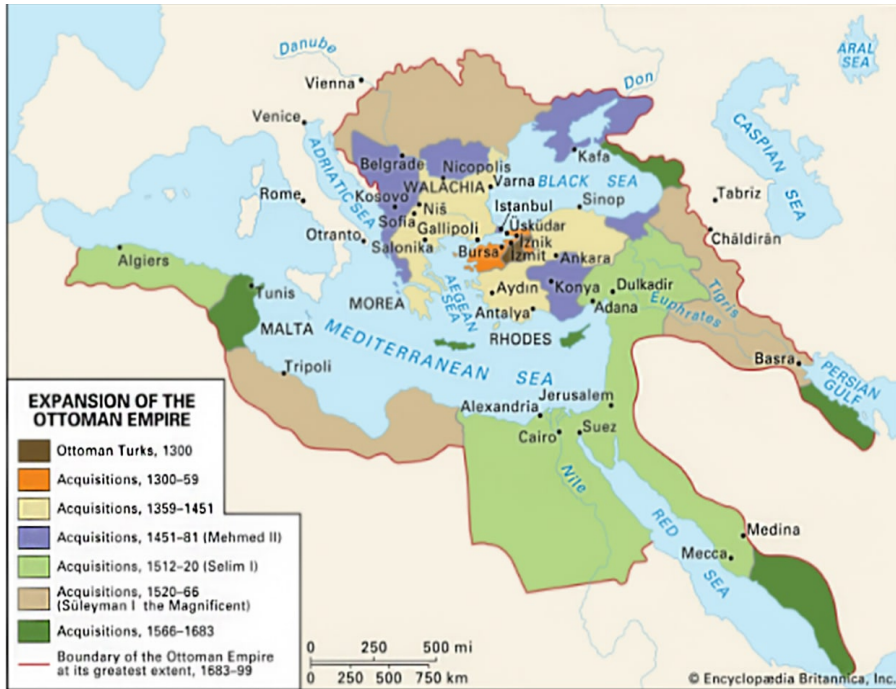 Danube
Vienna
Don
ARAL
SEA
Venice
ADRIATIC SEA
CASPIAN
SEA
Belgrade
Nicopolis
Kafa
WALACHIA
Varna
BLACK SEA
Tabriz
Rome
Kosovo
Niš
Istanbul
Sinop
Sofia
Üsküdar
Otranto
Gallipoli
İznik
Chāldirān
Salonika
Bursa
İzmit
Ankara
Algiers
Tunis
AEGEAN
SEA
Aydın
Konya
Dulkadir
Tigris
MOREA
Antalya
Adana
Euphrates
MALTA
MEDITERRANEAN SEA
RHODES
Tripoli
Basra
PERSIAN
GULF
Jerusalem
Alexandria
Cairo
Suez
Nile
RED
SEA
Medina
Mecca
EXPANSION OF THE
OTTOMAN EMPIRE
Ottoman Turks, 1300
Acquisitions, 1300–59
Acquisitions, 1359–1451
Acquisitions, 1451–81 (Mehmed II)
Acquisitions, 1512–20 (Selim I)
Acquisitions, 1520–66
(Süleyman I the Magnificent)
Acquisitions, 1566–1683
Boundary of the Ottoman Empire
at its greatest extent, 1683–99
0 250 500 mi
0 250 500 750 km
© Encyclopædia Britannica, Inc.